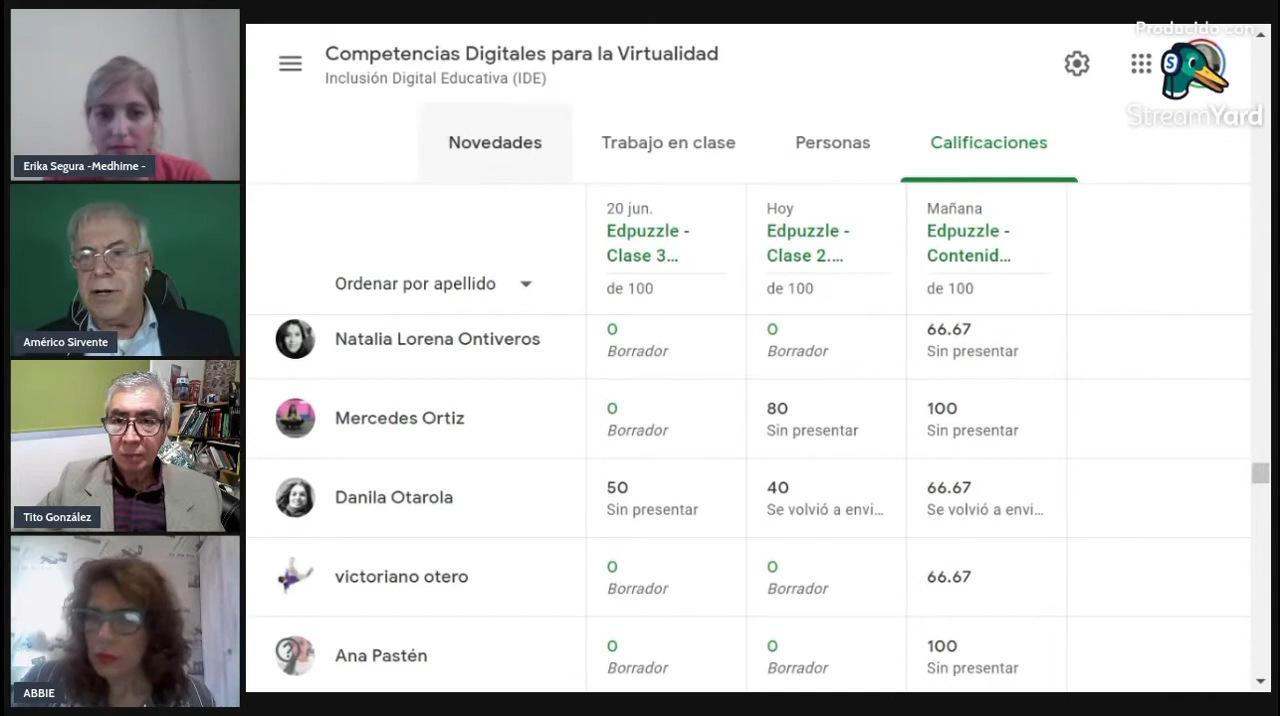 Erika Segura -Medhime -
Américo Sirvente
Tito González
ABBIE
Producido con
StreamYard
Competencias Digitales para la Virtualidad
Inclusión Digital Educativa (IDE)
Novedades Trabajo en clase Personas Calificaciones
20 jun. Hoy Mañana
Edpuzzle - Edpuzzle - Edpuzzle -
Clase 3... Clase 2.... Contenid...
Ordenar por apellido de 100 de 100 de 100
Natalia Lorena Ontiveros 0 0 66.67
Borrador Borrador Sin presentar
Mercedes Ortiz 0 80 100
Borrador Sin presentar Sin presentar
Danila Otarola 50 40 66.67
Sin presentar Se volvió a envi... Se volvió a envi...
victoriano otero 0 0 66.67
Borrador Borrador
Ana Pastén 0 0 100
Borrador Borrador Sin presentar